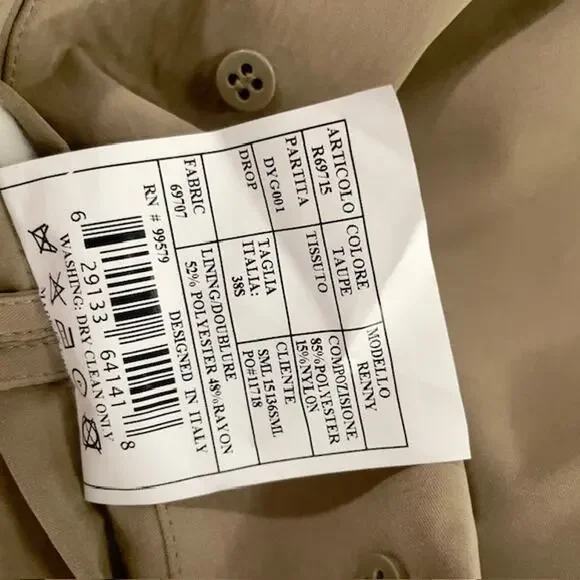 ARTICOLO
R69715
COLORE
TAUPE
MODELLO
RENNY
PARTITA
DYG001
TISSUTO
COMPOZISIONE
85%POLYESTER
15%NYLON
DROP
TAGLIA
ITALIA:
38S
CLIENTE
SML15136SML
PO#11718
FABRIC
69707
LINING/DOUBLURE
52% POLYESTER 48%RAYON
RN # 99579
DESIGNED IN ITALY
6 29133 64141 8
WASHING: DRY CLEAN ONLY